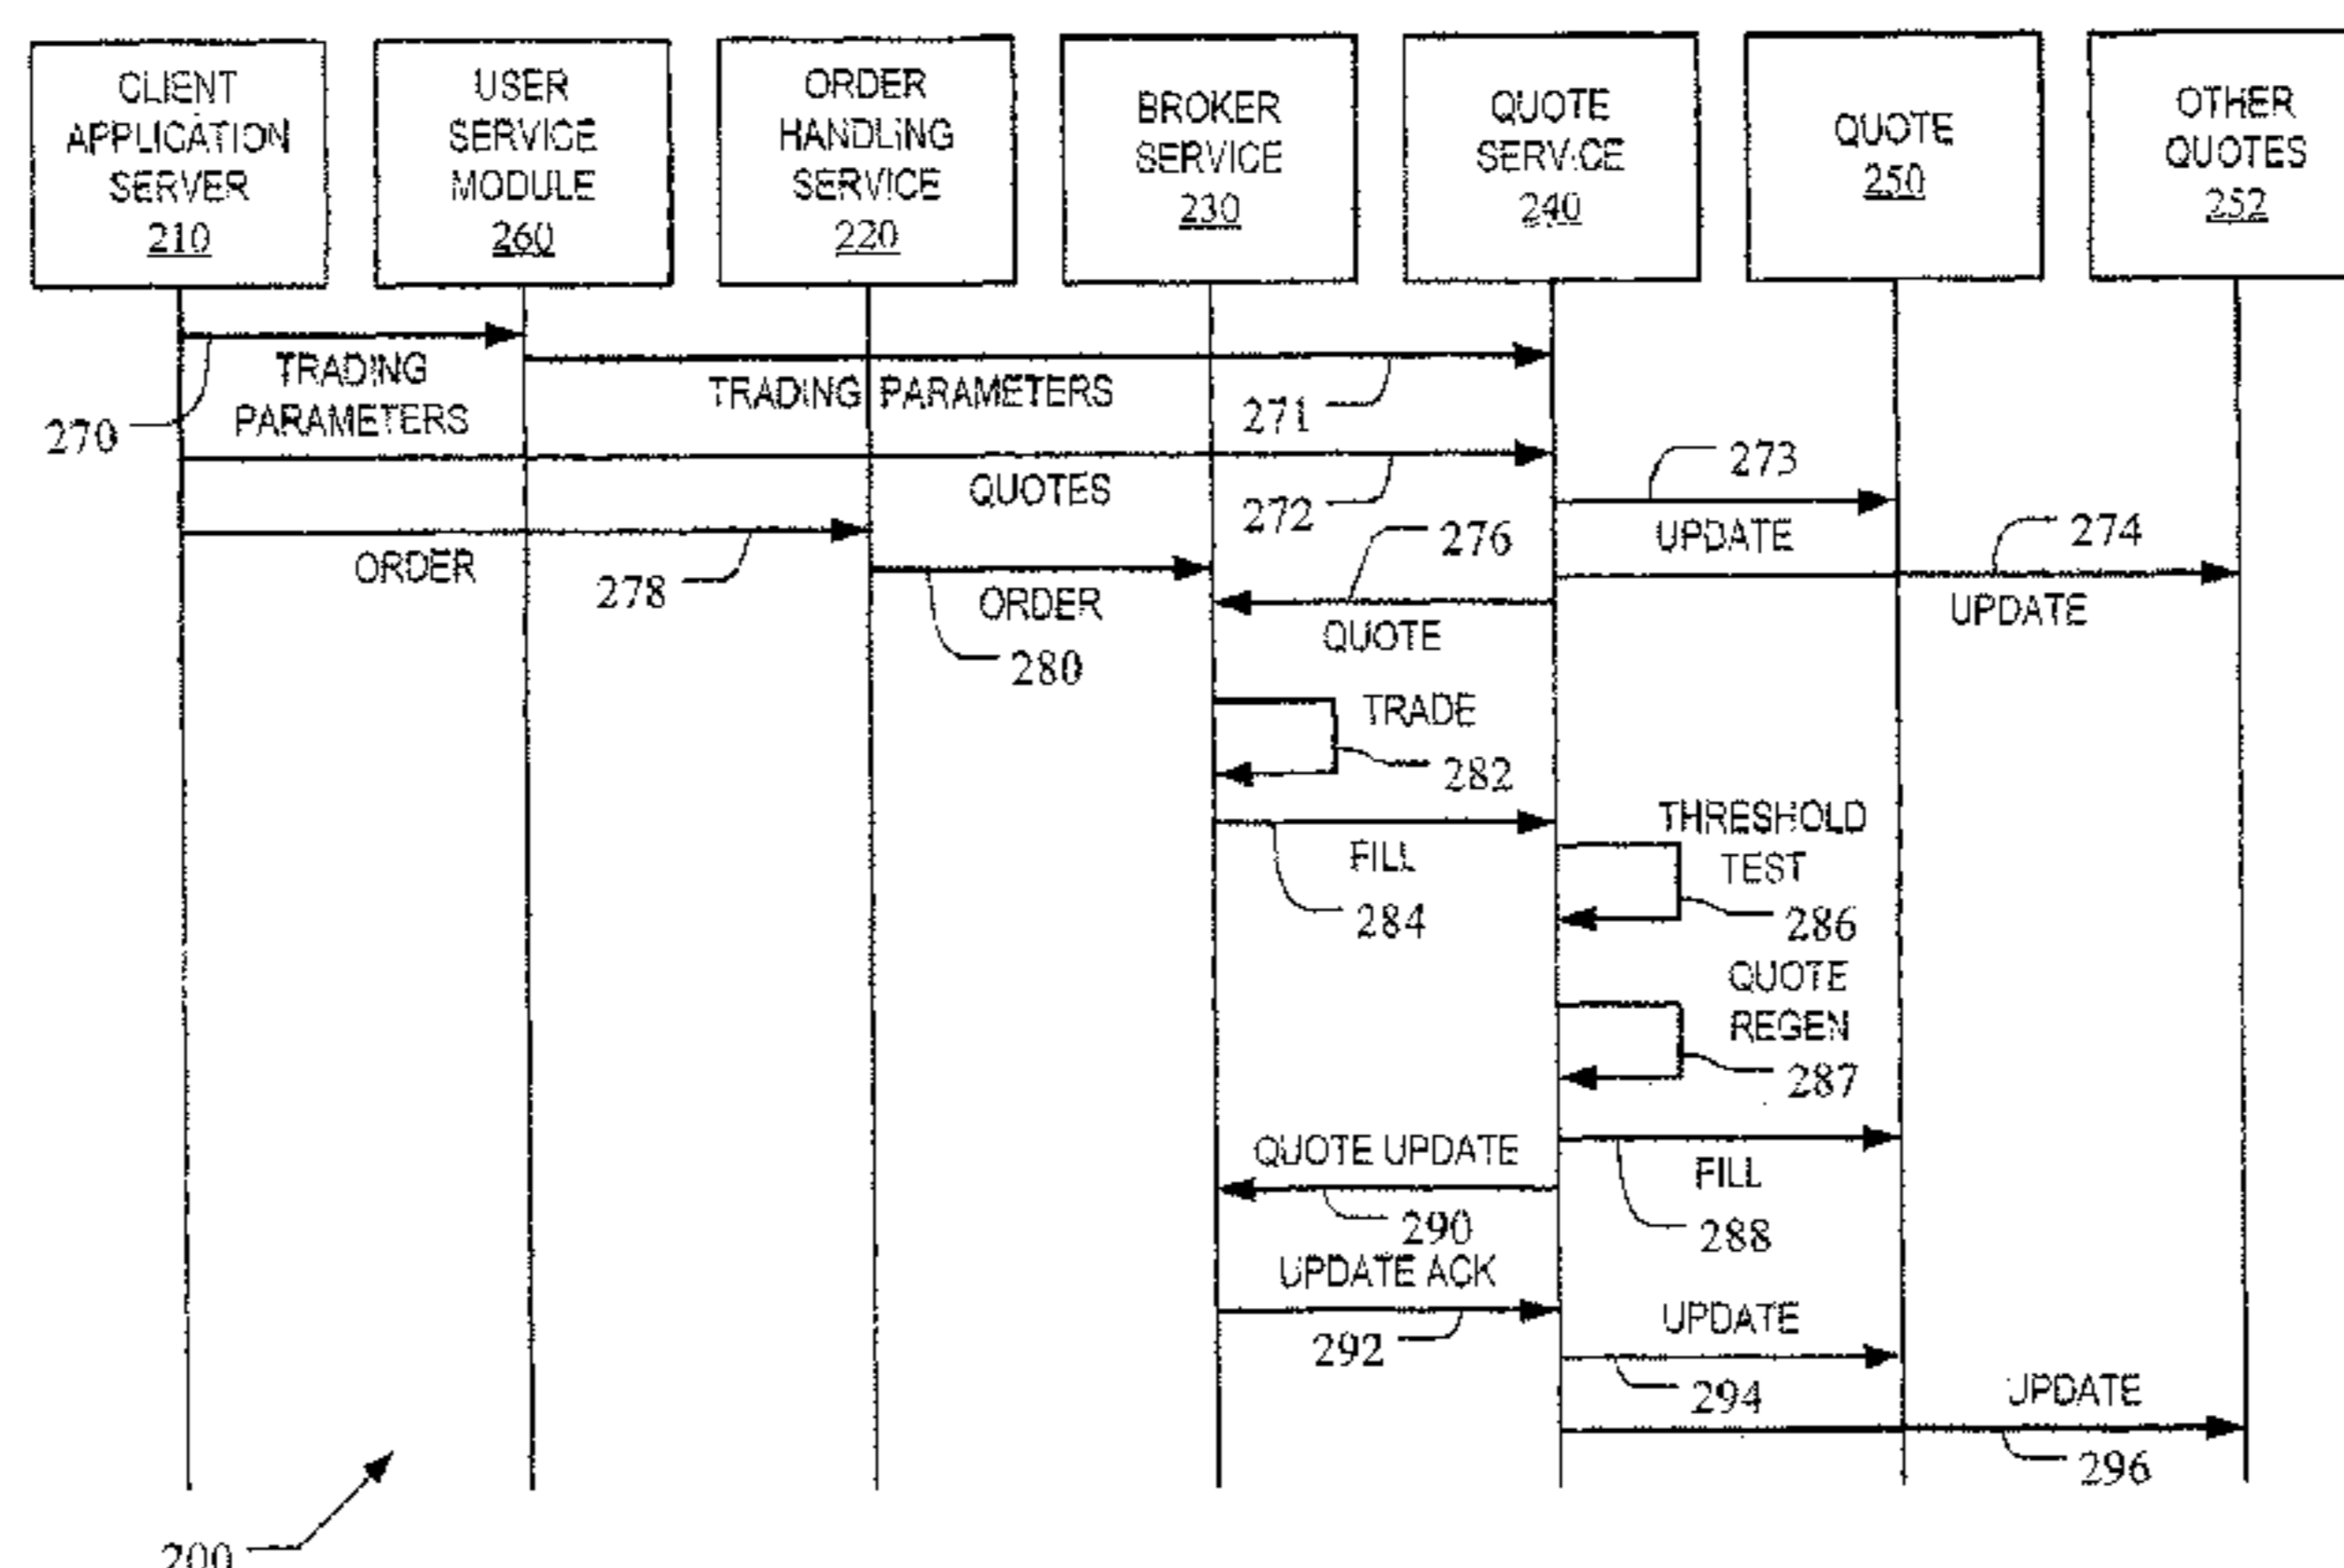 CLIENT
APPLICATION
SERVER
210
USER
SERVICE
MODULE
260
ORDER
HANDLING
SERVICE
220
BROKER
SERVICE
230
QUOTE
SERVICE
240
QUOTE
250
OTHER
QUOTES
252
TRADING
PARAMETERS
270
TRADING PARAMETERS
271
QUOTES
272
273
UPDATE
274
UPDATE
ORDER
278
276
QUOTE
ORDER
280
TRADE
282
FILL
284
THRESHOLD
TEST
286
QUOTE
REGEN
287
QUOTE UPDATE
290
FILL
288
UPDATE ACK
292
UPDATE
294
UPDATE
296
200